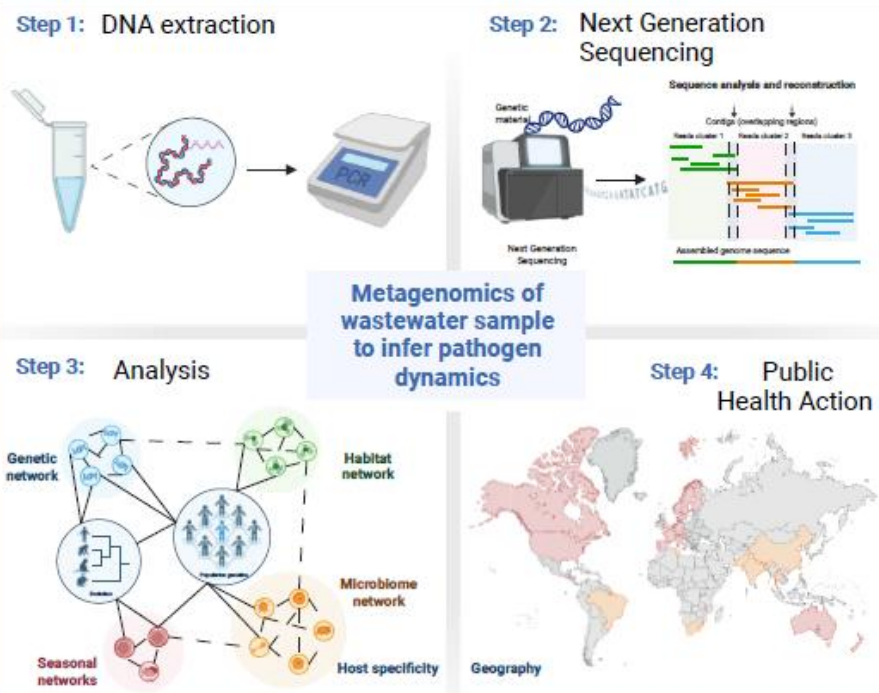 Step 1: DNA extraction
PCR
Step 2: Next Generation
Sequencing
Sequence analysis and reconstruction
Genetic
material
Contigs (overlapping regions)
Reads cluster 1
Reads cluster 2
Reads cluster 3
Next Generation
Sequencing
Assembled genome sequence
Metagenomics of
wastewater sample
to infer pathogen
dynamics
Step 3: Analysis
Genetic
network
Habitat
network
Evolution
Population genetics
Microbiome
network
Seasonal
networks
Host specificity
Step 4: Public
Health Action
Geography